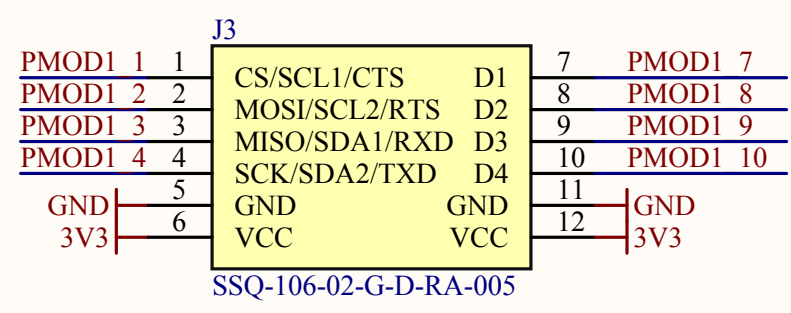 J3
PMOD1_1 1 CS/SCL1/CTS D1 7 PMOD1_7
PMOD1_2 2 MOSI/SCL2/RTS D2 8 PMOD1_8
PMOD1_3 3 MISO/SDA1/RXD D3 9 PMOD1_9
PMOD1_4 4 SCK/SDA2/TXD D4 10 PMOD1_10
GND 5 GND GND 11 GND
3V3 6 VCC VCC 12 3V3
SSQ-106-02-G-D-RA-005